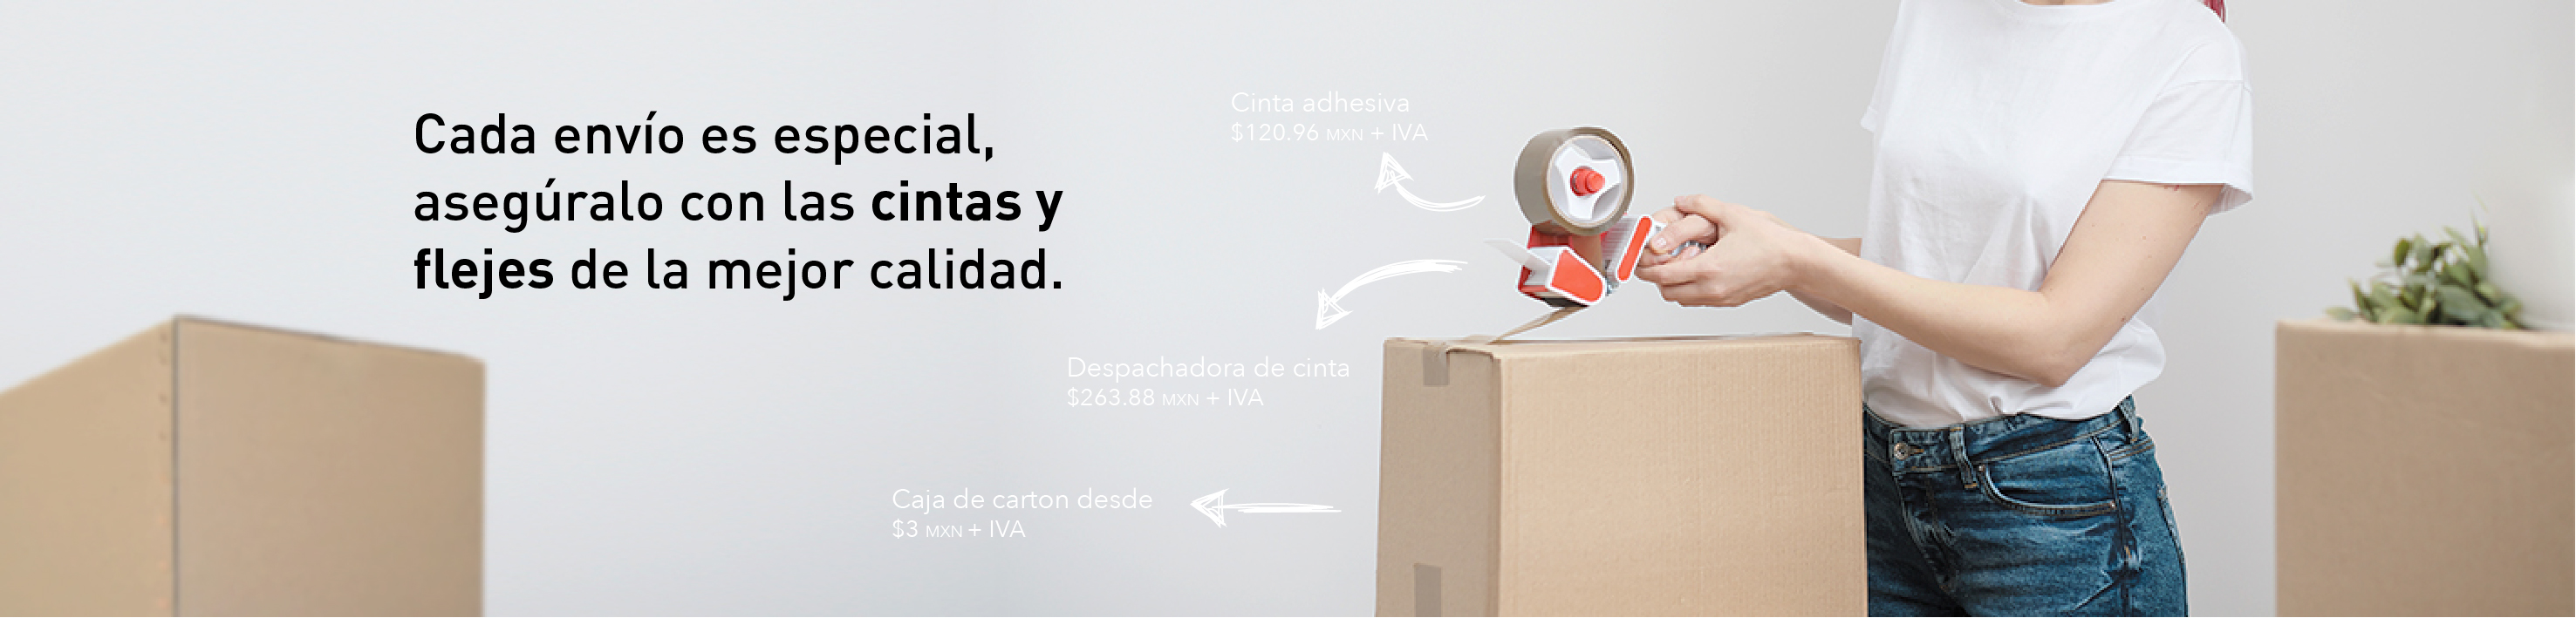 Cada envío es especial,
asegúralo con las cintas y
flejes de la mejor calidad.
Cinta adhesiva
$120.96 MXN + IVA
Despachadora de cinta
$263.88 MXN + IVA
Caja de carton desde
$3 MXN + IVA